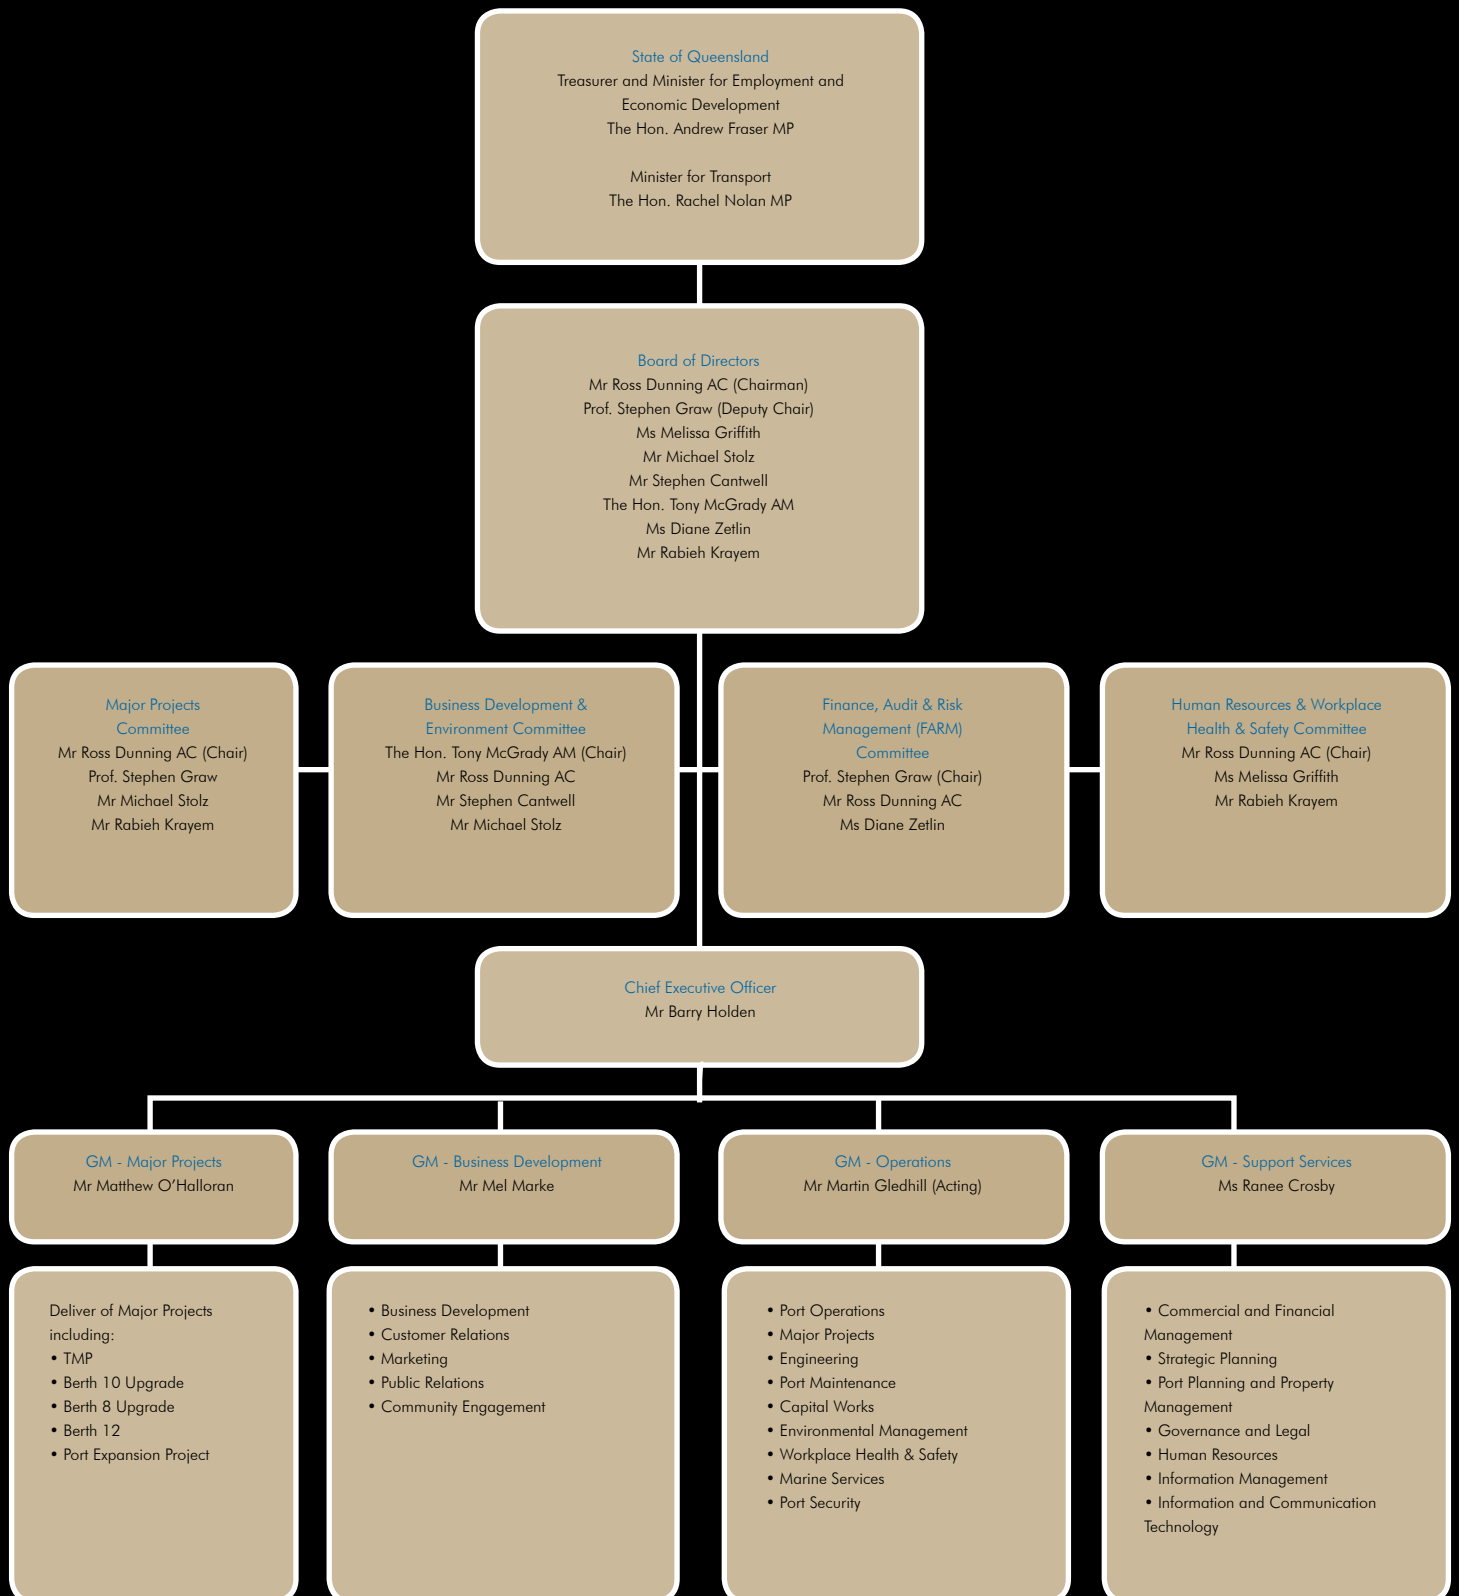 State of Queensland
Treasurer and Minister for Employment and
Economic Development
The Hon. Andrew Fraser MP
Minister for Transport
The Hon. Rachel Nolan MP
Board of Directors
Mr Ross Dunning AC (Chairman)
Prof. Stephen Graw (Deputy Chair)
Ms Melissa Griffith
Mr Michael Stolz
Mr Stephen Cantwell
The Hon. Tony McGrady AM
Ms Diane Zetlin
Mr Rabieh Krayem
Major Projects
Committee
Mr Ross Dunning AC (Chair)
Prof. Stephen Graw
Mr Michael Stolz
Mr Rabieh Krayem
Business Development &
Environment Committee
The Hon. Tony McGrady AM (Chair)
Mr Ross Dunning AC
Mr Stephen Cantwell
Mr Michael Stolz
Finance, Audit & Risk
Management (FARM)
Committee
Prof. Stephen Graw (Chair)
Mr Ross Dunning AC
Ms Diane Zetlin
Human Resources & Workplace
Health & Safety Committee
Mr Ross Dunning AC (Chair)
Ms Melissa Griffith
Mr Rabieh Krayem
Chief Executive Officer
Mr Barry Holden
GM - Major Projects
Mr Matthew O’Halloran
GM - Business Development
Mr Mel Marke
GM - Operations
Mr Martin Gledhill (Acting)
GM - Support Services
Ms Ranee Crosby
Deliver of Major Projects
including:
• TMP
• Berth 10 Upgrade
• Berth 8 Upgrade
• Berth 12
• Port Expansion Project
• Business Development
• Customer Relations
• Marketing
• Public Relations
• Community Engagement
• Port Operations
• Major Projects
• Engineering
• Port Maintenance
• Capital Works
• Environmental Management
• Workplace Health & Safety
• Marine Services
• Port Security
• Commercial and Financial
Management
• Strategic Planning
• Port Planning and Property
Management
• Governance and Legal
• Human Resources
• Information Management
• Information and Communication
Technology